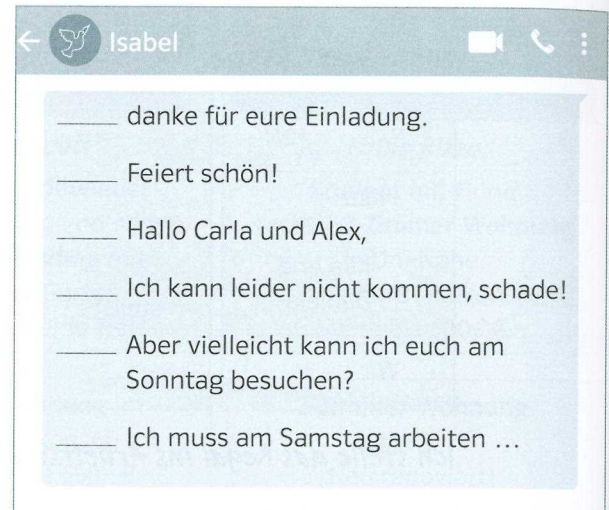 Isabel
_____ danke für eure Einladung.
_____ Feiert schön!
_____ Hallo Carla und Alex,
_____ Ich kann leider nicht kommen, schade!
_____ Aber vielleicht kann ich euch am
Sonntag besuchen?
_____ Ich muss am Samstag arbeiten …